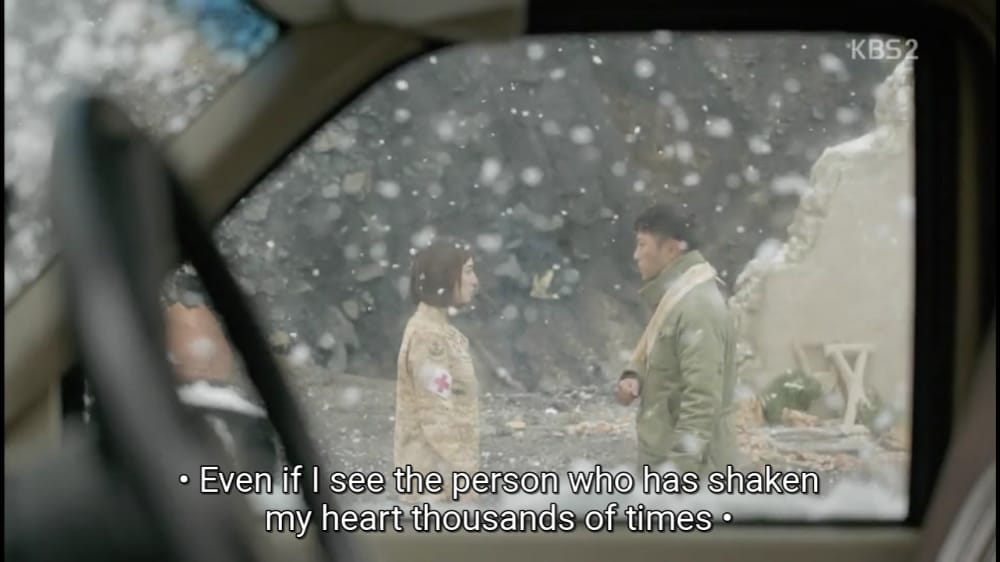 KBS2
• Even if I see the person who has shaken
my heart thousands of times •